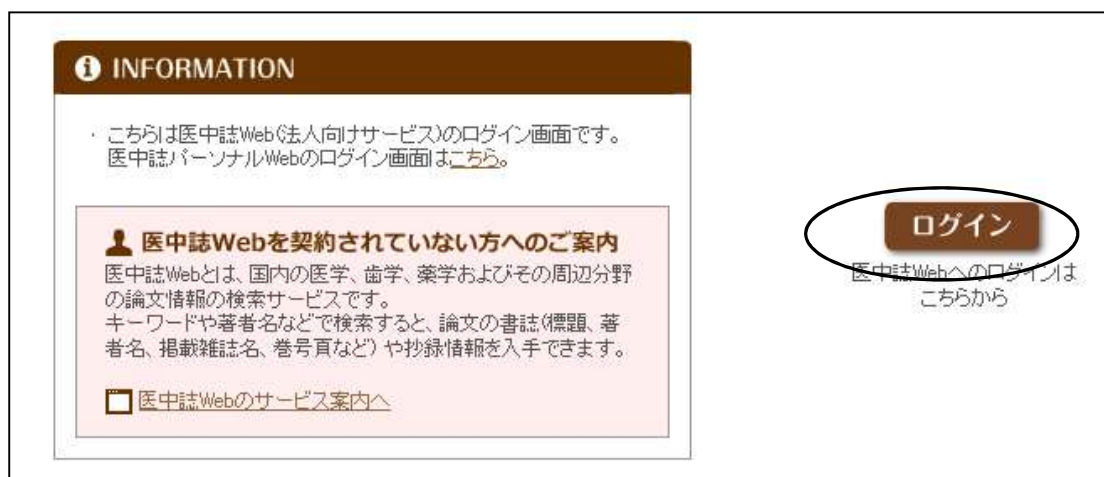 INFORMATION
・ こちらは医中誌Web(法人向けサービス)のログイン画面です。
医中誌パーソナルWebのログイン画面はこちら。
医中誌Webを契約されていない方へのご案内
医中誌Webとは、国内の医学、歯学、薬学およびその周辺分野
の論文情報の検索サービスです。
キーワードや著者名などで検索すると、論文の書誌(標題、著
者名、掲載雑誌名、巻号頁など) や抄録情報を入手できます。
医中誌Webのサービス案内へ
ログイン
医中誌Webへのログインは
こちらから